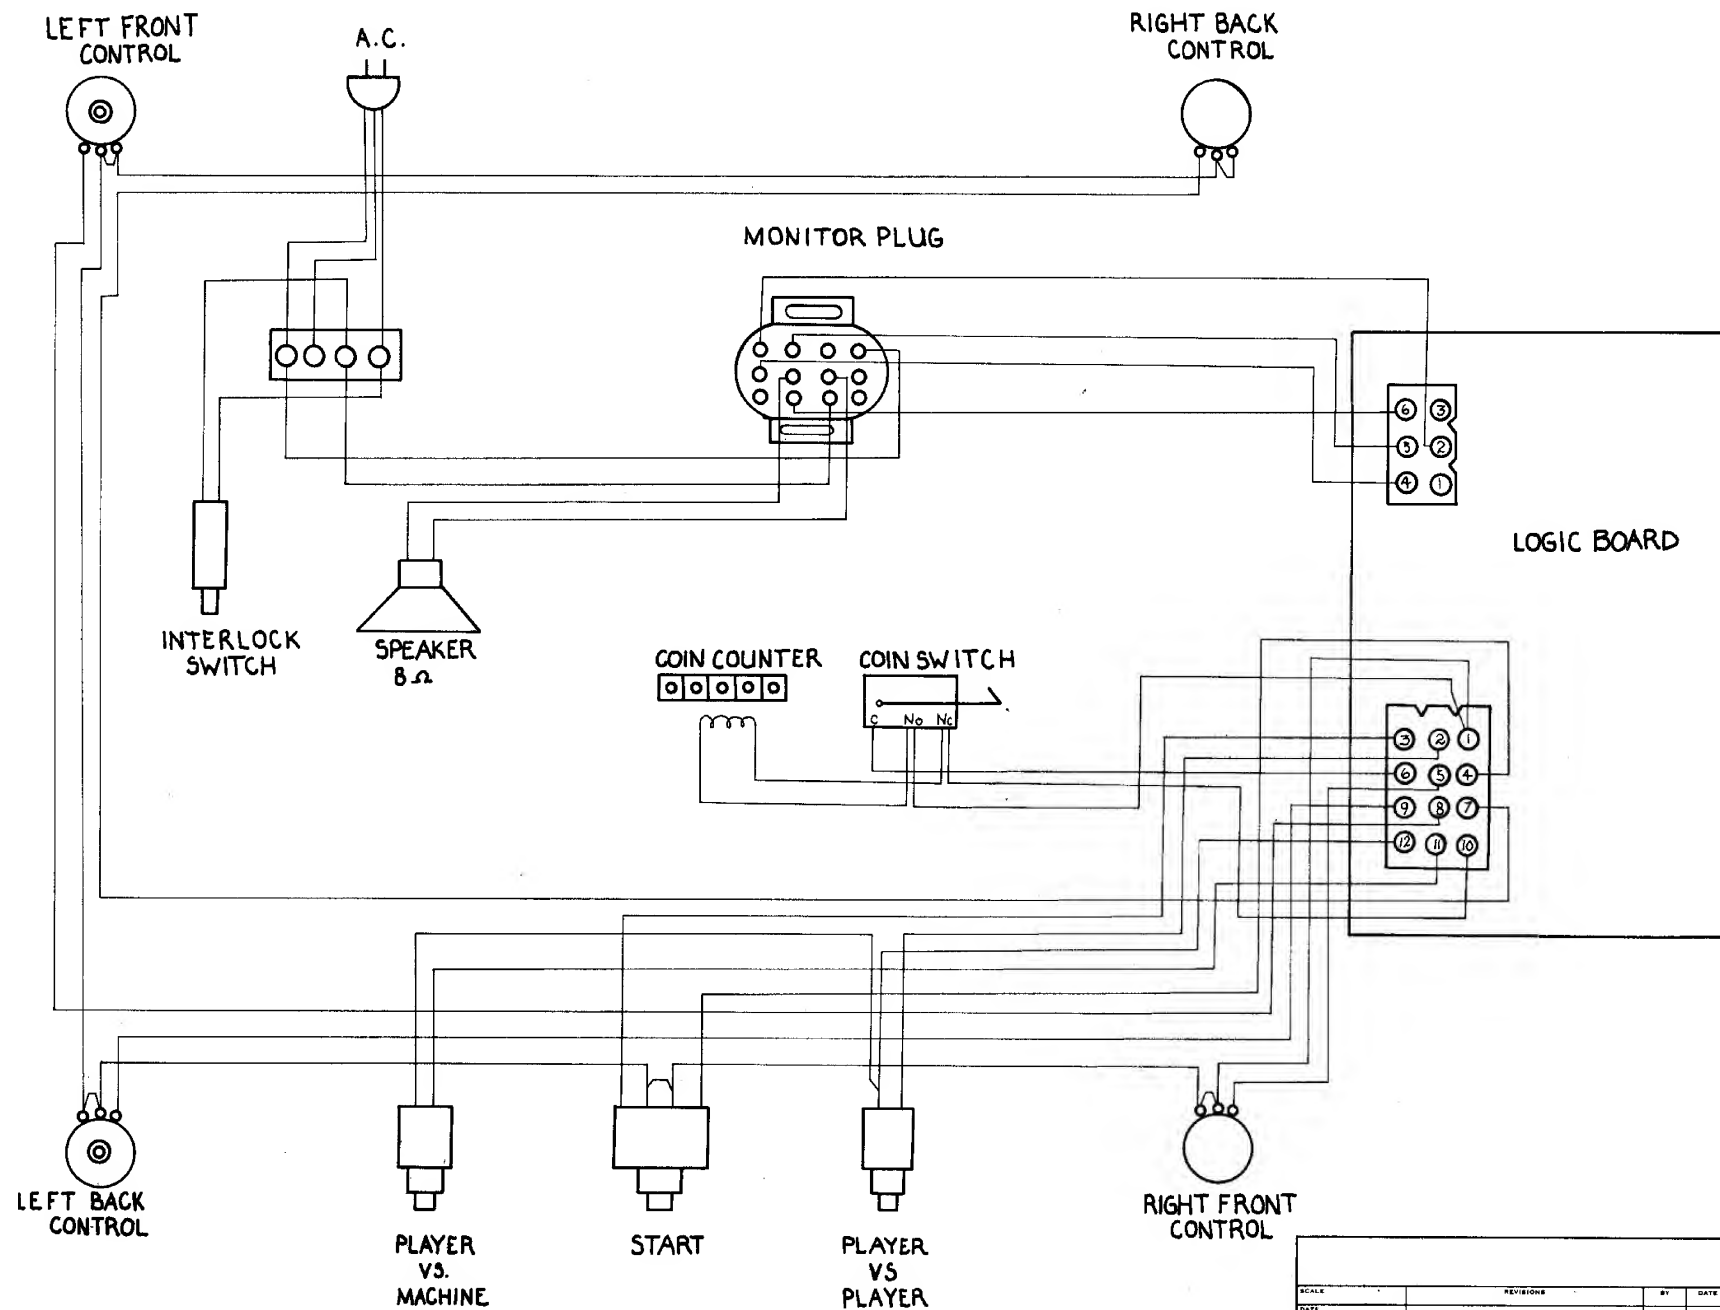 LEFT FRONT
CONTROL
A.C.
RIGHT BACK
CONTROL
MONITOR PLUG
6 3
5 2
4 1
LOGIC BOARD
INTERLOCK
SWITCH
SPEAKER
8 Ω
COIN COUNTER
COIN SWITCH
C No Nc
3 2 1
6 5 4
9 8 7
12 11 10
LEFT BACK
CONTROL
PLAYER
VS.
MACHINE
START
PLAYER
VS
PLAYER
RIGHT FRONT
CONTROL
SCALE REVISIONS BY DATE
DATE